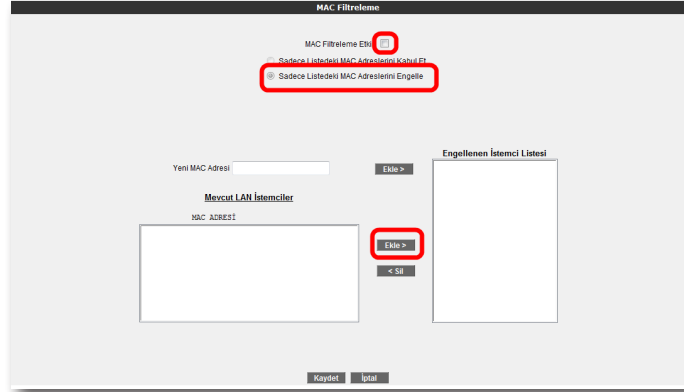 MAC Filtreleme
MAC Filtreleme Etki
Sadece Listedeki MAC Adreslerini Kabul Et
Sadece Listedeki MAC Adreslerini Engelle
Engellenen İstemci Listesi
Yeni MAC Adresi
Ekle >
Mevcut LAN İstemciler
MAC ADRESİ
Ekle >
< Sil
Kaydet İptal